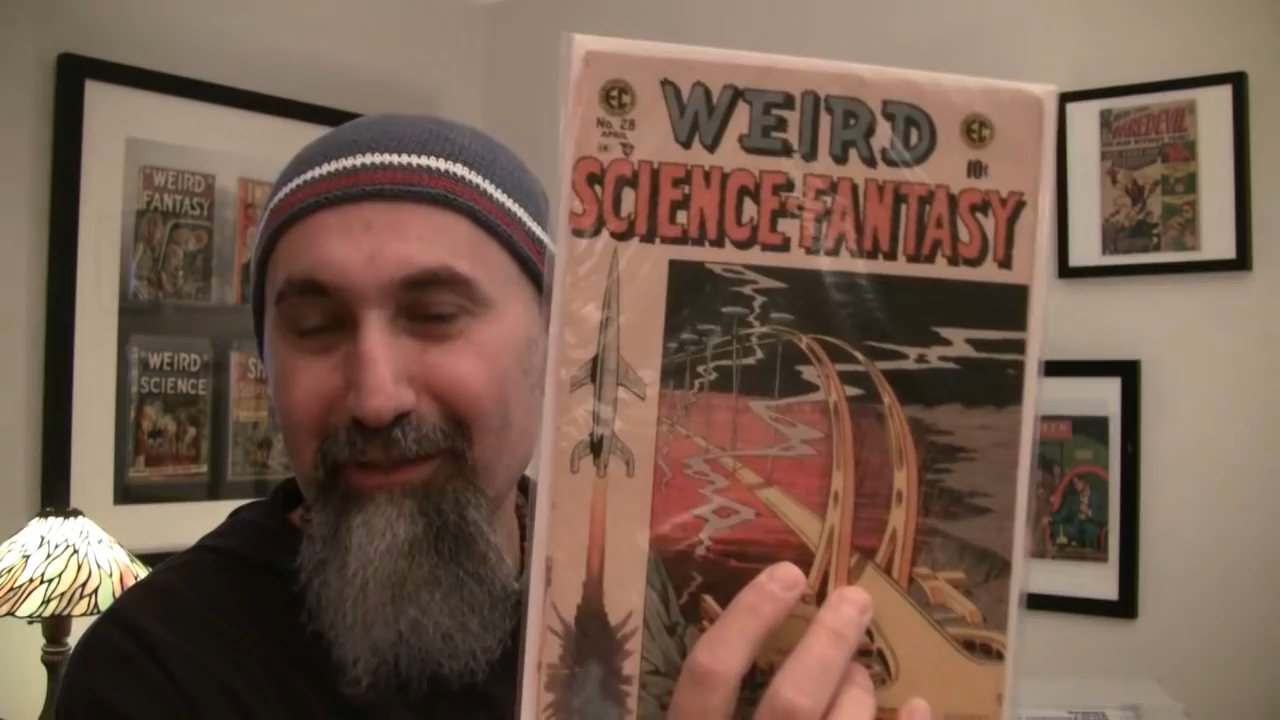 EC
No. 28
APRIL
WEIRD
EC
10¢
SCIENCE-FANTASY
WEIRD
FANTASY
WEIRD
SCIENCE
DAREDEVIL